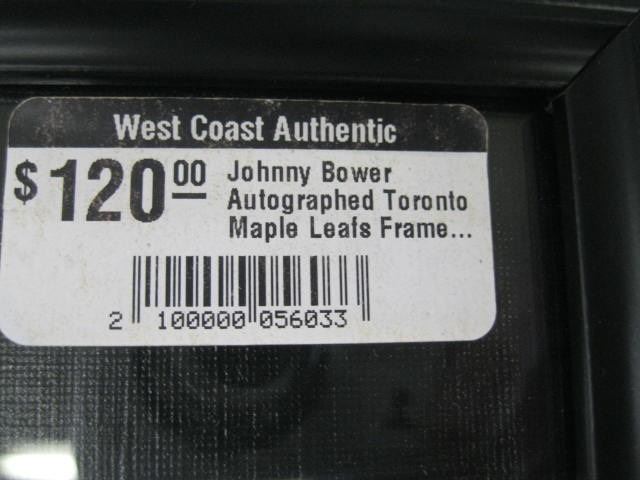 West Coast Authentic
$120.00 Johnny Bower
Autographed Toronto
Maple Leafs Frame...
2 100000 056033